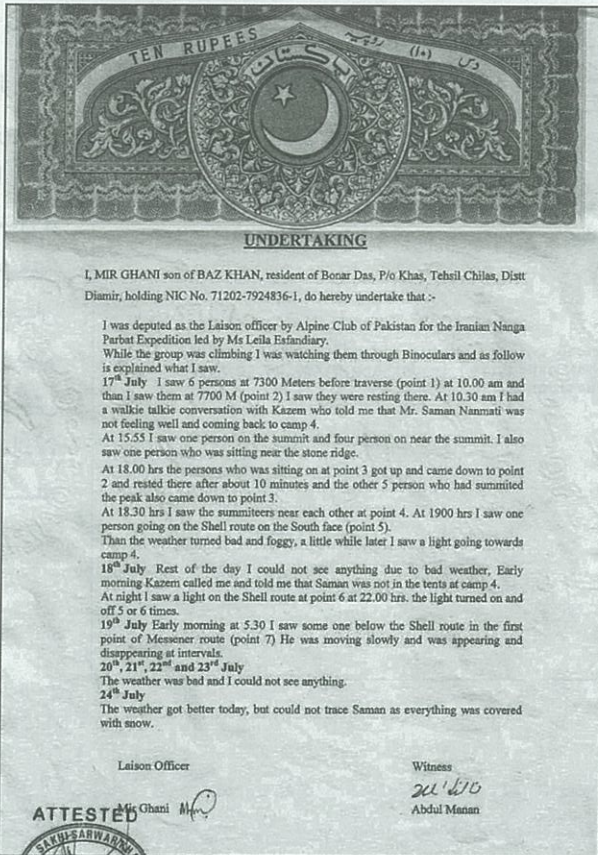 TEN RUPEES
روپیہ (۱۰) دس
پاکستان
UNDERTAKING
I, MIR GHANI son of BAZ KHAN, resident of Bonar Das, P/o Khas, Tehsil Chilas, Distt
Diamir, holding NIC No. 71202-7924836-1, do hereby undertake that :-
I was deputed as the Laison officer by Alpine Club of Pakistan for the Iranian Nanga
Parbat Expedition led by Ms Leila Esfandiary.
While the group was climbing I was watching them through Binoculars and as follow
is explained what I saw.
17th July I saw 6 persons at 7300 Meters before traverse (point 1) at 10.00 am and
than I saw them at 7700 M (point 2) I saw they were resting there. At 10.30 am I had
a walkie talkie conversation with Kazem who told me that Mr. Saman Nanmati was
not feeling well and coming back to camp 4.
At 15.55 I saw one person on the summit and four person on near the summit. I also
saw one person who was sitting near the stone ridge.
At 18.00 hrs the persons who was sitting on at point 3 got up and came down to point
2 and rested there after about 10 minutes and the other 5 person who had summited
the peak also came down to point 3.
At 18.30 hrs I saw the summiteers near each other at point 4. At 1900 hrs I saw one
person going on the Shell route on the South face (point 5).
Than the weather turned bad and foggy, a little while later I saw a light going towards
camp 4.
18th July Rest of the day I could not see anything due to bad weather, Early
morning Kazem called me and told me that Saman was not in the tents at camp 4.
At night I saw a light on the Shell route at point 6 at 22.00 hrs. the light turned on and
off 5 or 6 times.
19th July Early morning at 5.30 I saw some one below the Shell route in the first
point of Messener route (point 7) He was moving slowly and was appearing and
disappearing at intervals.
20th, 21st, 22nd and 23rd July
The weather was bad and I could not see anything.
24th July
The weather got better today, but could not trace Saman as everything was covered
with snow.
Laison Officer
Witness
Mir Ghani
Abdul Manan
ATTESTED
SAKHI SARWAR